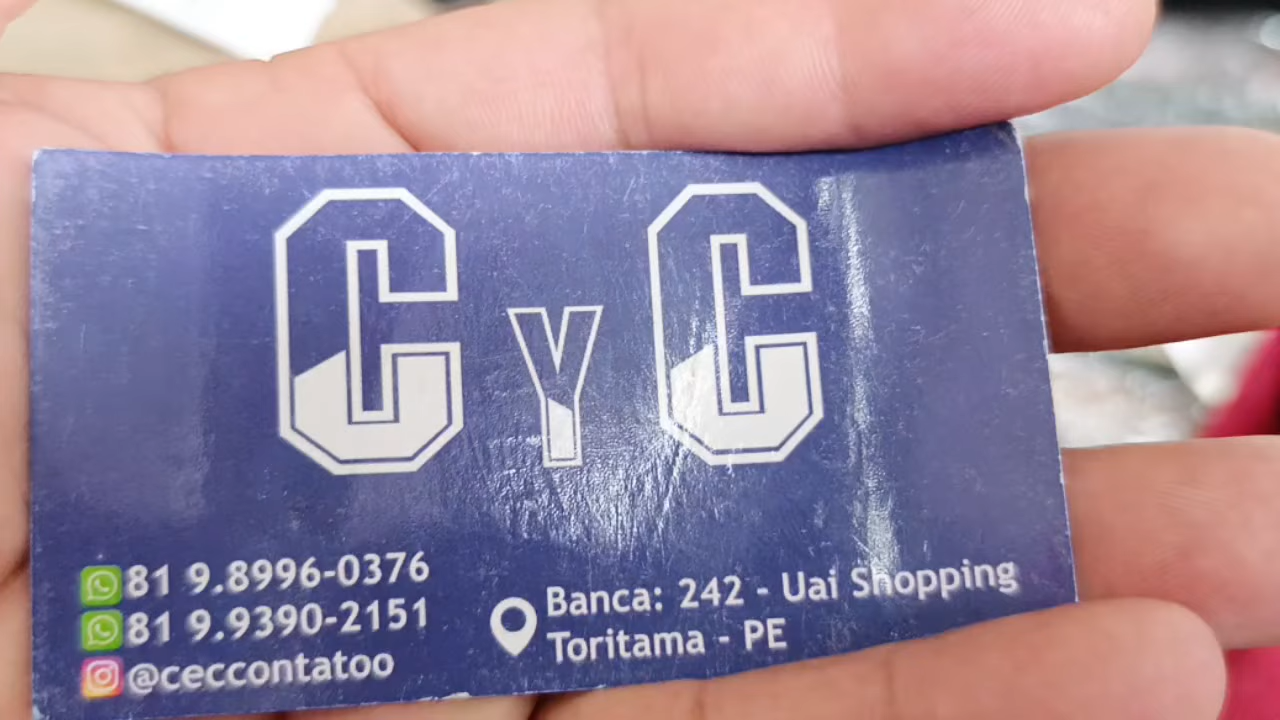 CYC
81 9.8996-0376
81 9.9390-2151
@ceccontatoo
Banca: 242 - Uai Shopping
Toritama - PE